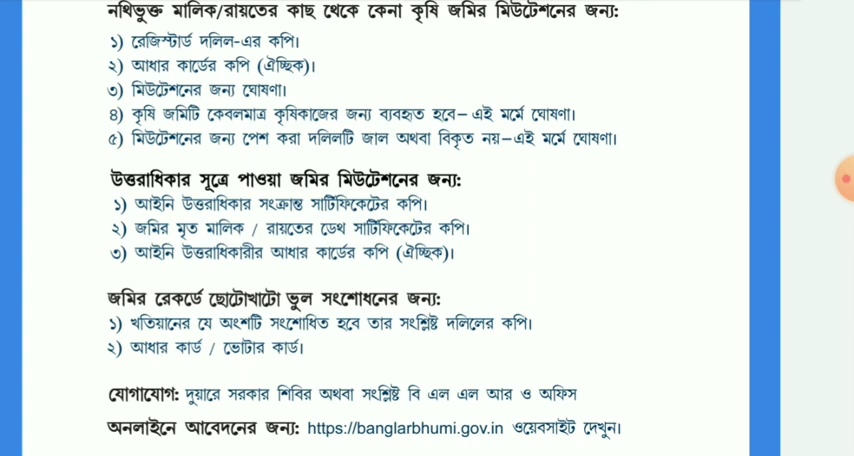 নথিভুক্ত মালিক/রায়তের কাছ থেকে কেনা কৃষি জমির মিউটেশনের জন্য:
১) রেজিস্টার্ড দলিল-এর কপি।
২) আধার কার্ডের কপি (ঐচ্ছিক)।
৩) মিউটেশনের জন্য ঘোষণা।
৪) কৃষি জমিটি কেবলমাত্র কৃষিকাজের জন্য ব্যবহৃত হবে– এই মর্মে ঘোষণা।
৫) মিউটেশনের জন্য পেশ করা দলিলটি জাল অথবা বিকৃত নয়–এই মর্মে ঘোষণা।
উত্তরাধিকার সূত্রে পাওয়া জমির মিউটেশনের জন্য:
১) আইনি উত্তরাধিকার সংক্রান্ত সার্টিফিকেটের কপি।
২) জমির মৃত মালিক / রায়তের ডেথ সার্টিফিকেটের কপি।
৩) আইনি উত্তরাধিকারীর আধার কার্ডের কপি (ঐচ্ছিক)।
জমির রেকর্ডে ছোটোখাটো ভুল সংশোধনের জন্য:
১) খতিয়ানের যে অংশটি সংশোধিত হবে তার সংশ্লিষ্ট দলিলের কপি।
২) আধার কার্ড / ভোটার কার্ড।
যোগাযোগ: দুয়ারে সরকার শিবির অথবা সংশ্লিষ্ট বি এল এল আর ও অফিস
অনলাইনে আবেদনের জন্য: https://banglarbhumi.gov.in ওয়েবসাইট দেখুন।